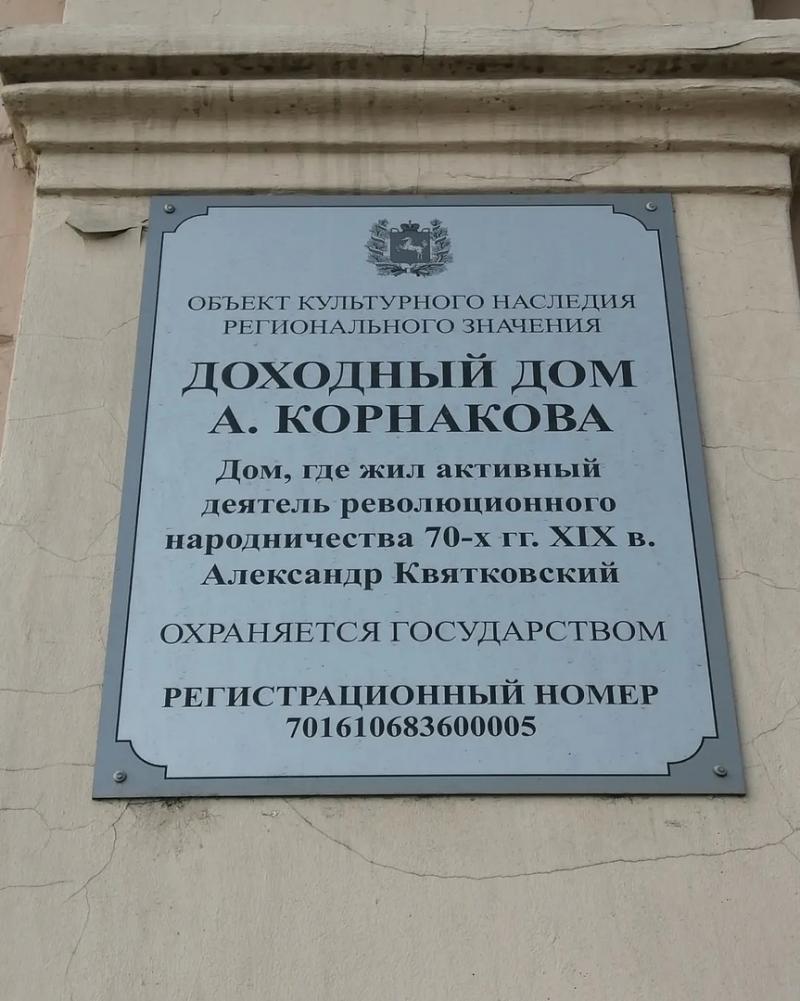 ОБЪЕКТ КУЛЬТУРНОГО НАСЛЕДИЯ
РЕГИОНАЛЬНОГО ЗНАЧЕНИЯ
ДОХОДНЫЙ ДОМ
А. КОРНАКОВА
Дом, где жил активный
деятель революционного
народничества 70-х гг. XIX в.
Александр Квятковский
ОХРАНЯЕТСЯ ГОСУДАРСТВОМ
РЕГИСТРАЦИОННЫЙ НОМЕР
701610683600005